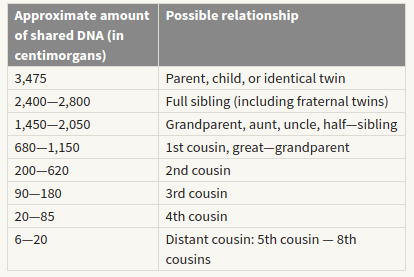 Approximate amount of shared DNA (in centimorgans) Possible relationship
3,475 Parent, child, or identical twin
2,400—2,800 Full sibling (including fraternal twins)
1,450—2,050 Grandparent, aunt, uncle, half—sibling
680—1,150 1st cousin, great—grandparent
200—620 2nd cousin
90—180 3rd cousin
20—85 4th cousin
6—20 Distant cousin: 5th cousin — 8th
cousins